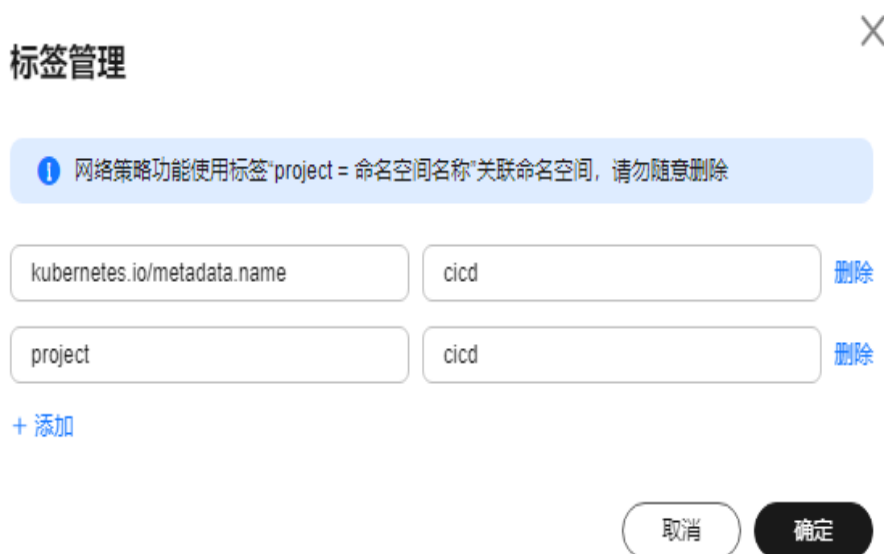 标签管理
网络策略功能使用标签“project = 命名空间名称”关联命名空间，请勿随意删除
kubernetes.io/metadata.name cicd 删除
project cicd 删除
+ 添加
取消 确定